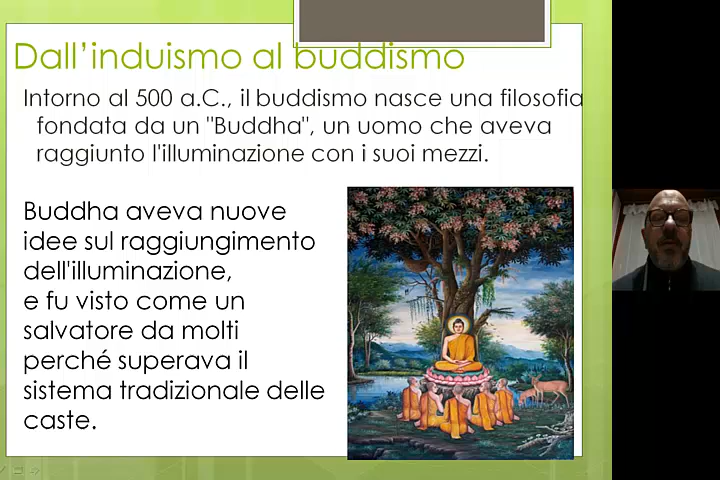 Dall'induismo al buddismo
Intorno al 500 a.C., il buddismo nasce una filosofia
fondata da un "Buddha", un uomo che aveva
raggiunto l'illuminazione con i suoi mezzi.
Buddha aveva nuove
idee sul raggiungimento
dell'illuminazione,
e fu visto come un
salvatore da molti
perché superava il
sistema tradizionale delle
caste.